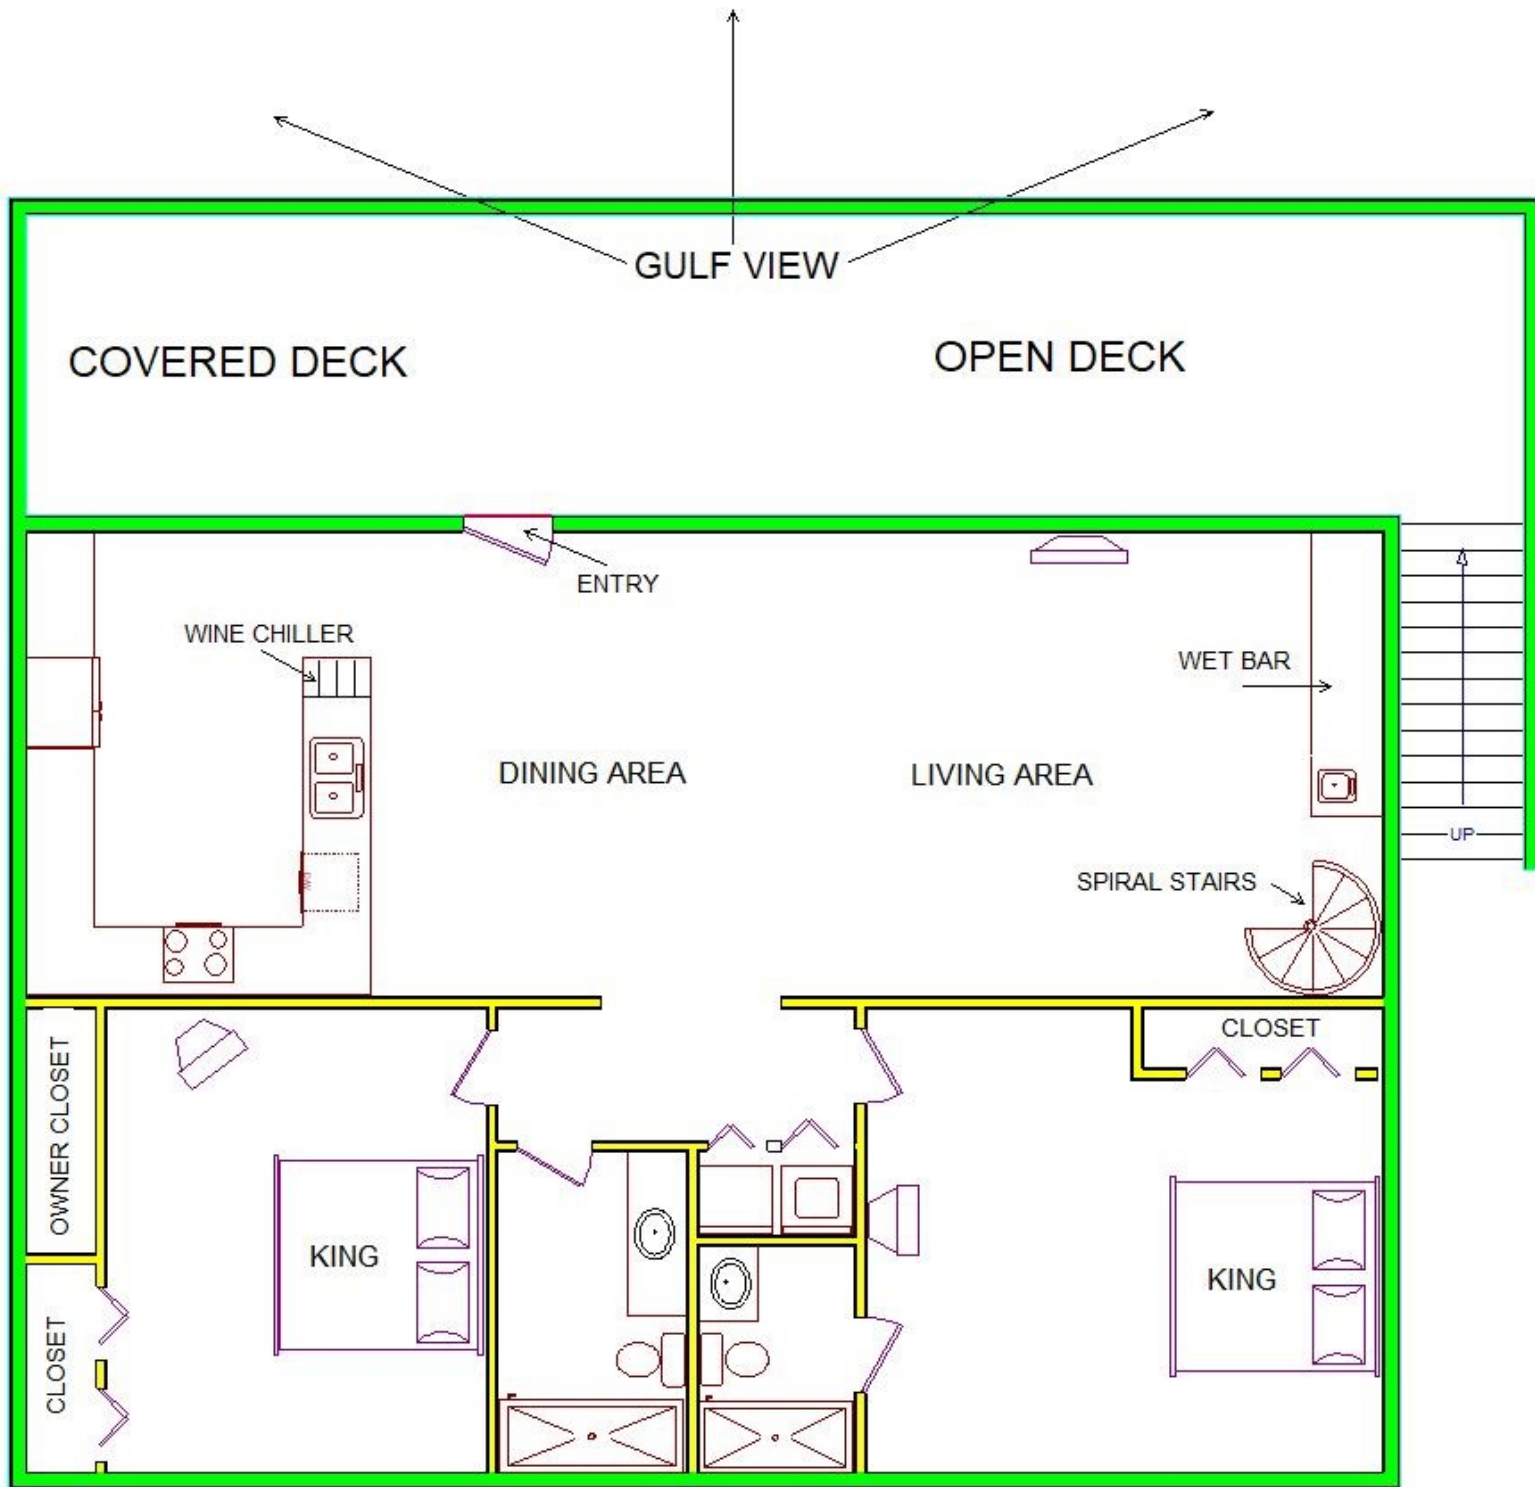 GULF VIEW
COVERED DECK
OPEN DECK
ENTRY
WINE CHILLER
WET BAR
DINING AREA
LIVING AREA
UP
SPIRAL STAIRS
CLOSET
OWNER CLOSET
KING
KING
CLOSET